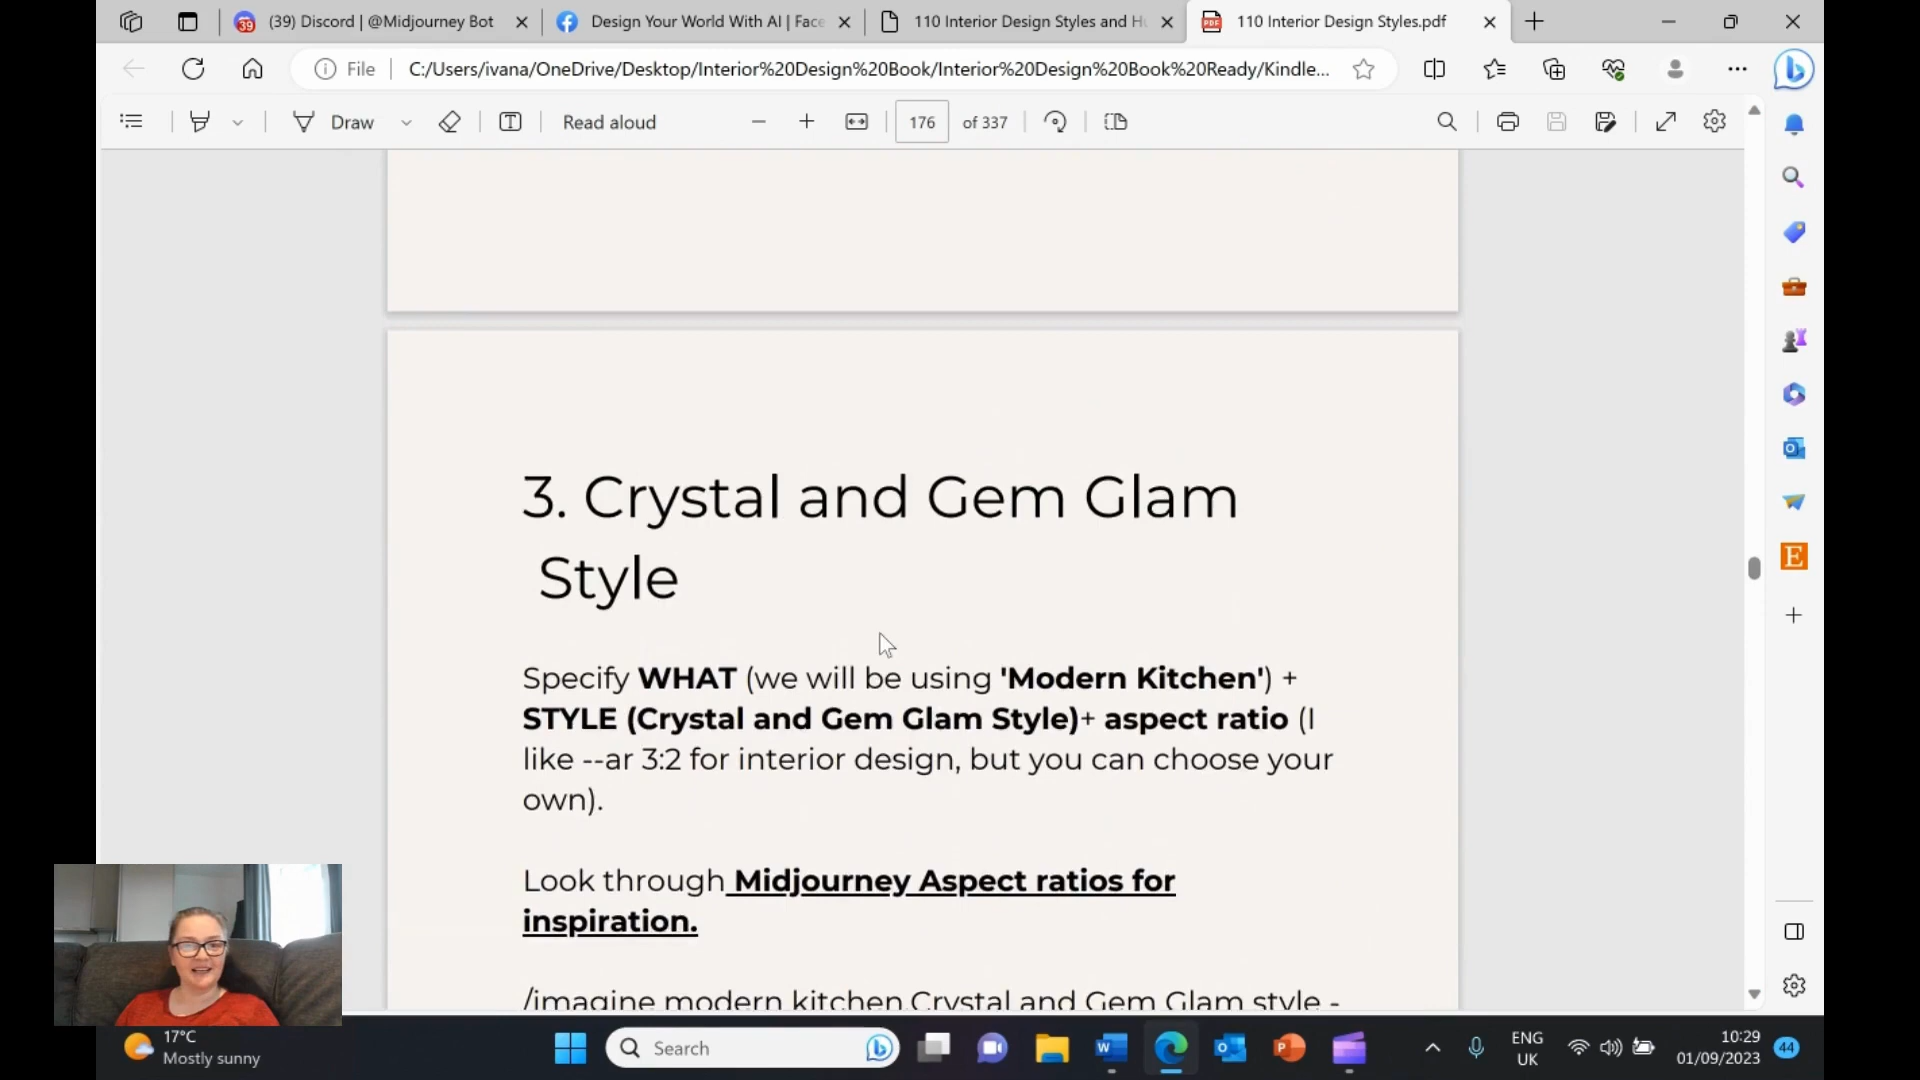 (39) Discord | @Midjourney Bot
Design Your World With AI | Face
110 Interior Design Styles and H
110 Interior Design Styles.pdf
File
C:/Users/ivana/OneDrive/Desktop/Interior%20Design%20Book/Interior%20Design%20Book%20Ready/Kindle...
Draw
Read aloud
176
of 337
3. Crystal and Gem Glam
Style
Specify WHAT (we will be using 'Modern Kitchen') +
STYLE (Crystal and Gem Glam Style)+ aspect ratio (I
like --ar 3:2 for interior design, but you can choose your
own).
Look through Midjourney Aspect ratios for
inspiration.
/imagine modern kitchen,Crystal and Gem Glam style -
17°C
Mostly sunny
Search
ENG
UK
10:29
01/09/2023
44